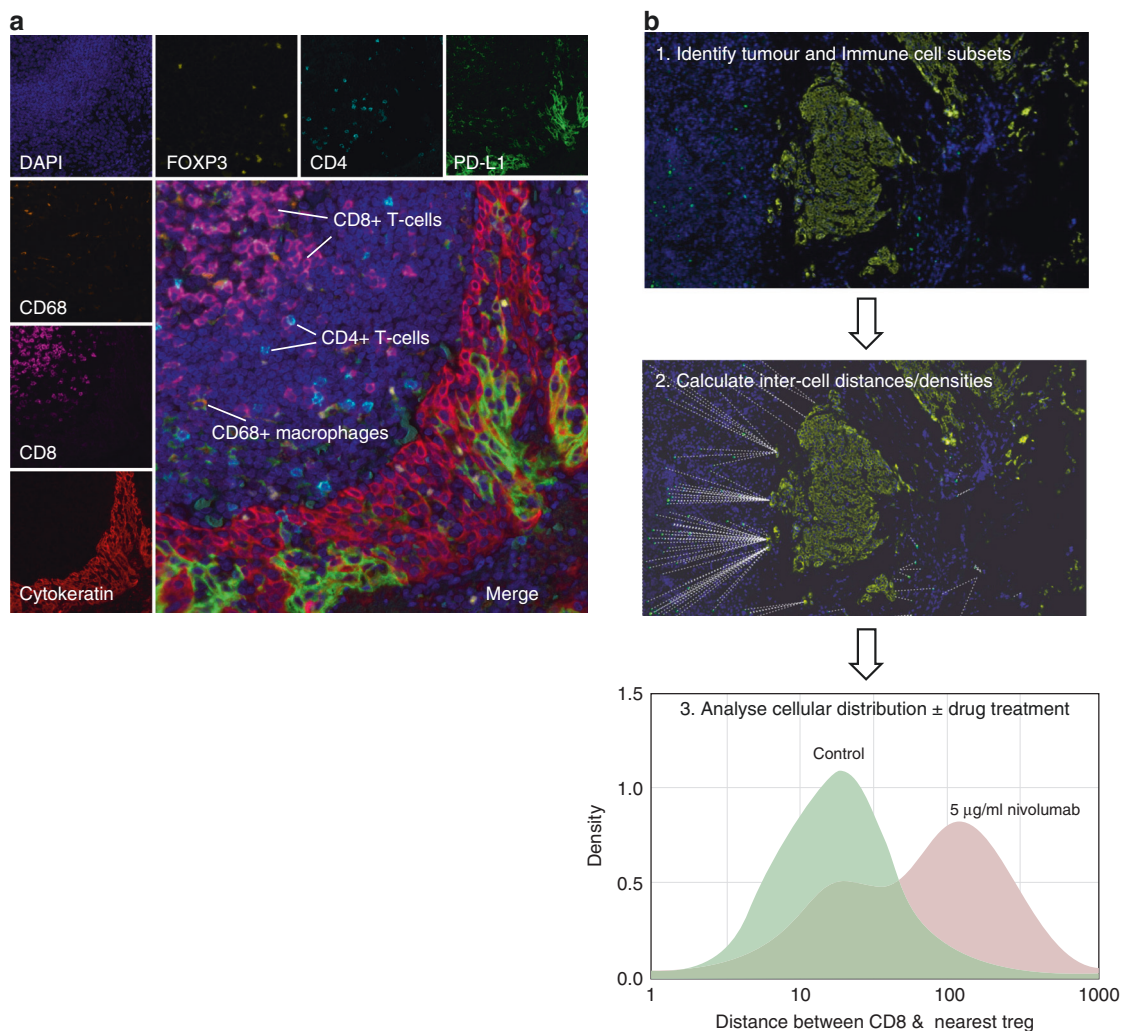 a
DAPI
FOXP3
CD4
PD-L1
CD68
CD8
Cytokeratin
CD8+ T-cells
CD4+ T-cells
CD68+ macrophages
Merge
b
1. Identify tumour and Immune cell subsets
2. Calculate inter-cell distances/densities
3. Analyse cellular distribution ± drug treatment
Control
5 μg/ml nivolumab
Density
1.5
1.0
0.5
0.0
1
10
100
1000
Distance between CD8 & nearest treg